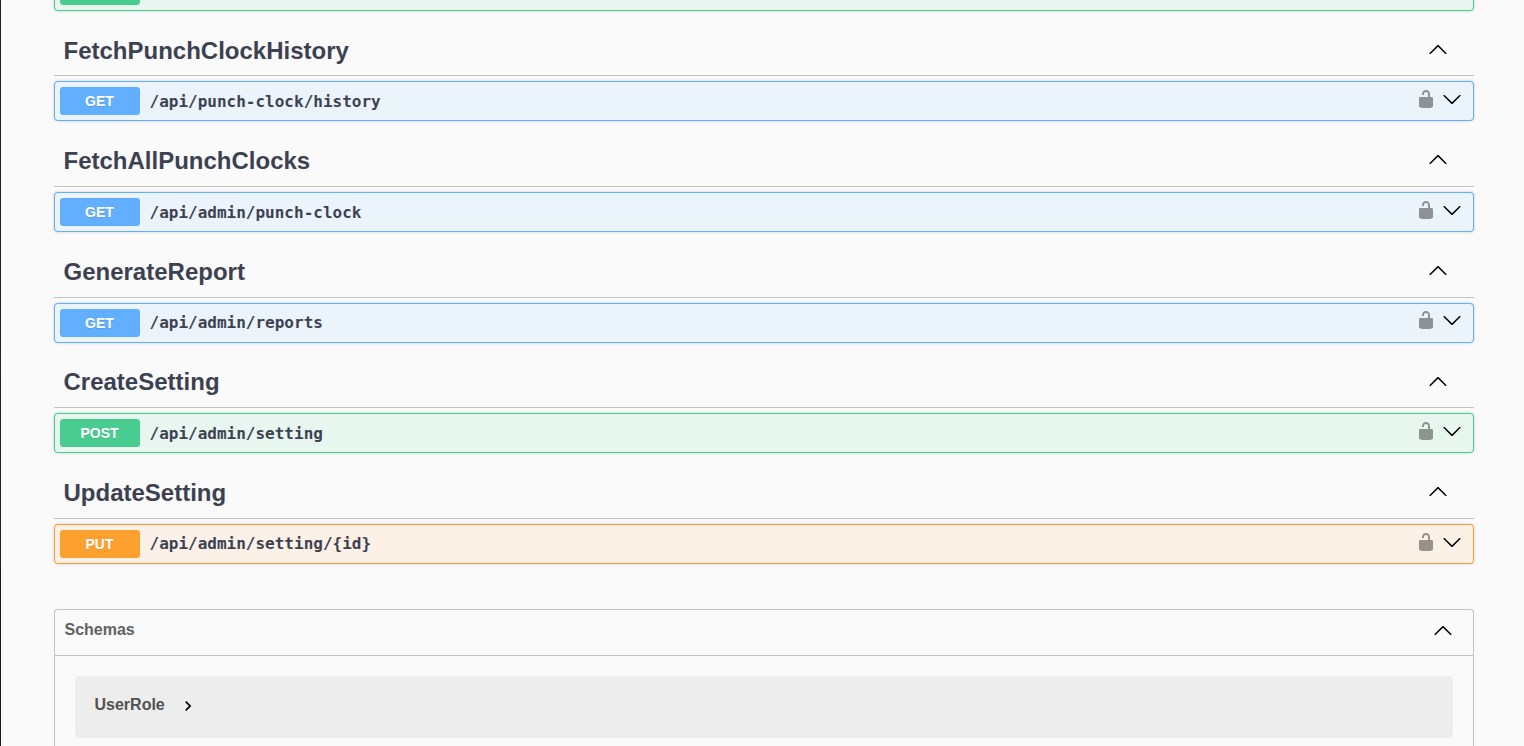 FetchPunchClockHistory
GET /api/punch-clock/history
FetchAllPunchClocks
GET /api/admin/punch-clock
GenerateReport
GET /api/admin/reports
CreateSetting
POST /api/admin/setting
UpdateSetting
PUT /api/admin/setting/{id}
Schemas
UserRole